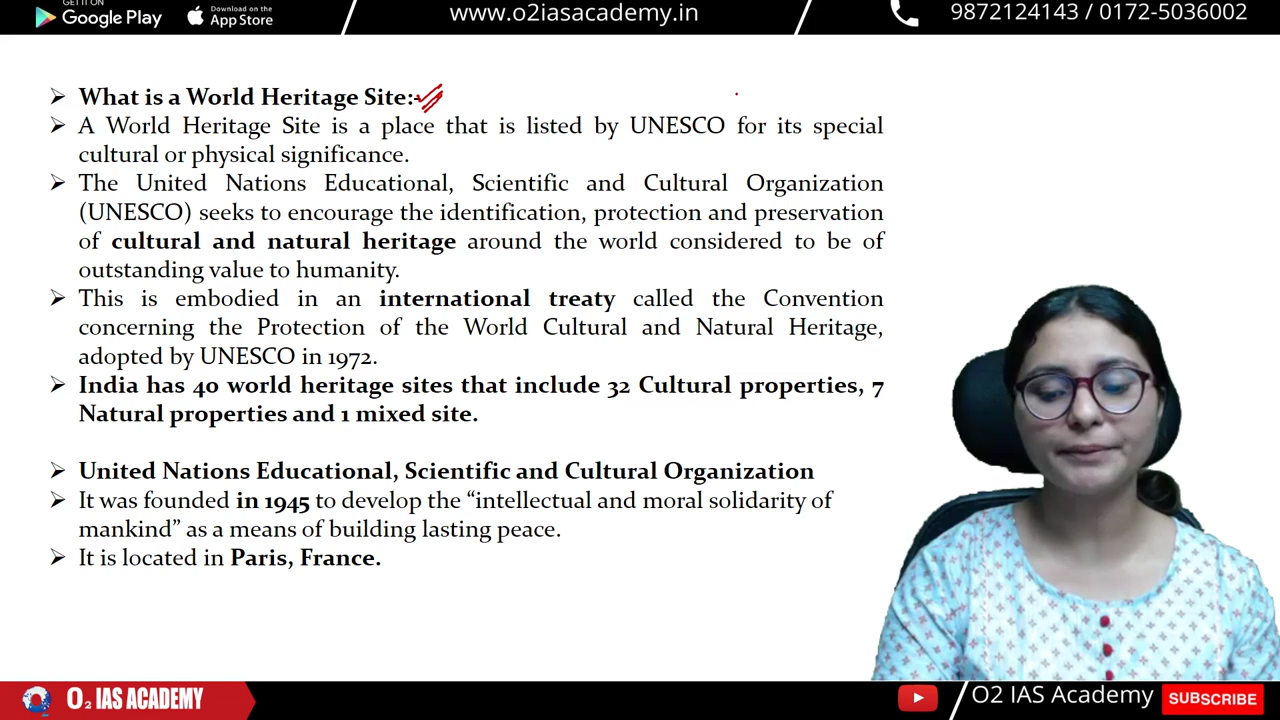 GET IT ON
Google Play
Download on the
App Store
www.o2iasacademy.in
9872124143 / 0172-5036002
➢ What is a World Heritage Site:-
➢ A World Heritage Site is a place that is listed by UNESCO for its special
cultural or physical significance.
➢ The United Nations Educational, Scientific and Cultural Organization
(UNESCO) seeks to encourage the identification, protection and preservation
of cultural and natural heritage around the world considered to be of
outstanding value to humanity.
➢ This is embodied in an international treaty called the Convention
concerning the Protection of the World Cultural and Natural Heritage,
adopted by UNESCO in 1972.
➢ India has 40 world heritage sites that include 32 Cultural properties, 7
Natural properties and 1 mixed site.
➢ United Nations Educational, Scientific and Cultural Organization
➢ It was founded in 1945 to develop the “intellectual and moral solidarity of
mankind” as a means of building lasting peace.
➢ It is located in Paris, France.
O₂ IAS ACADEMY
O2 IAS Academy
SUBSCRIBE